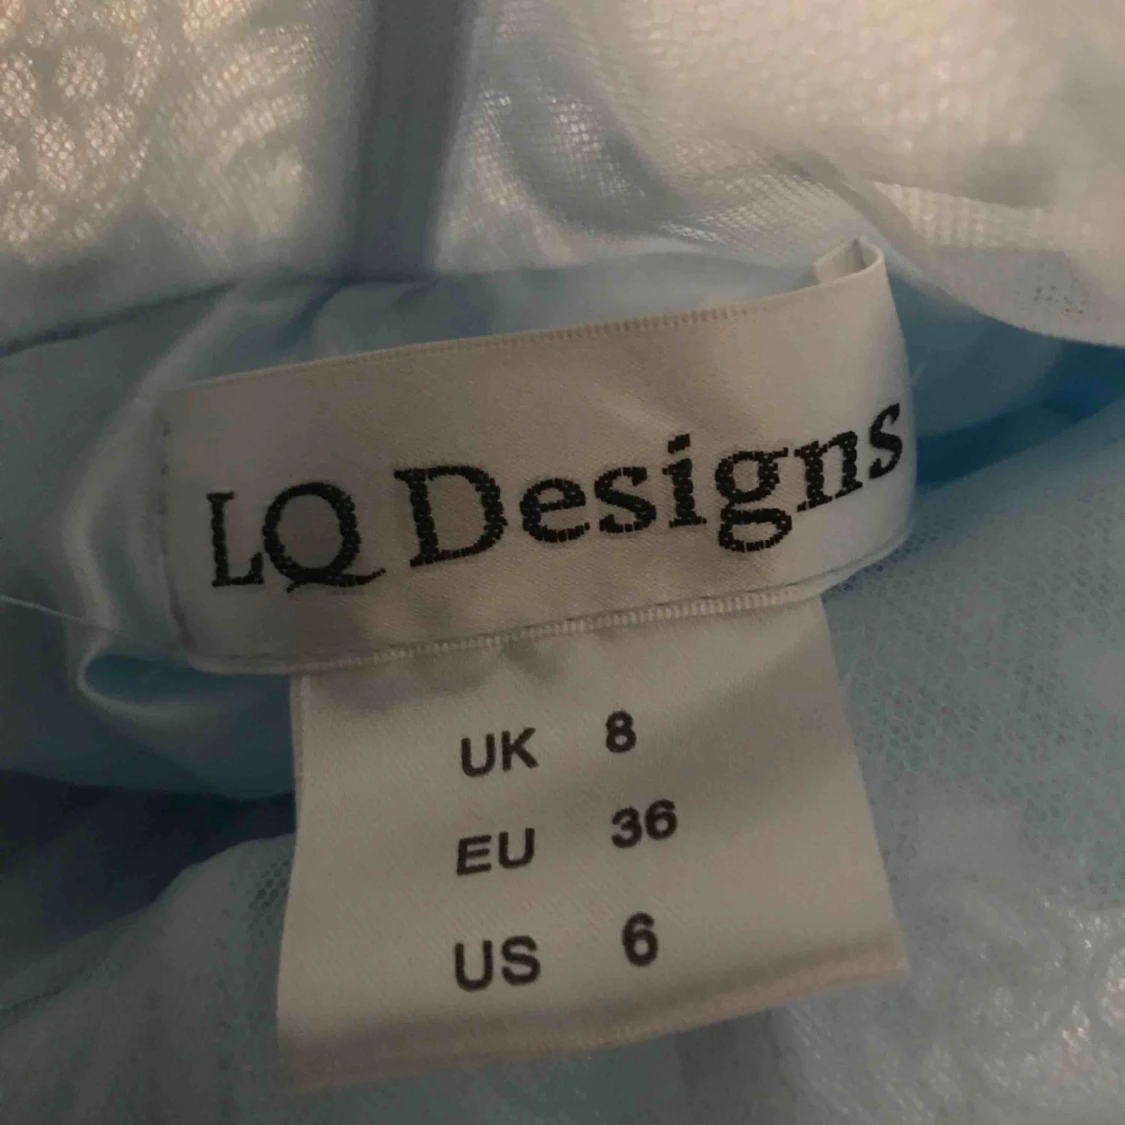 LQ Designs
UK 8
EU 36
US 6